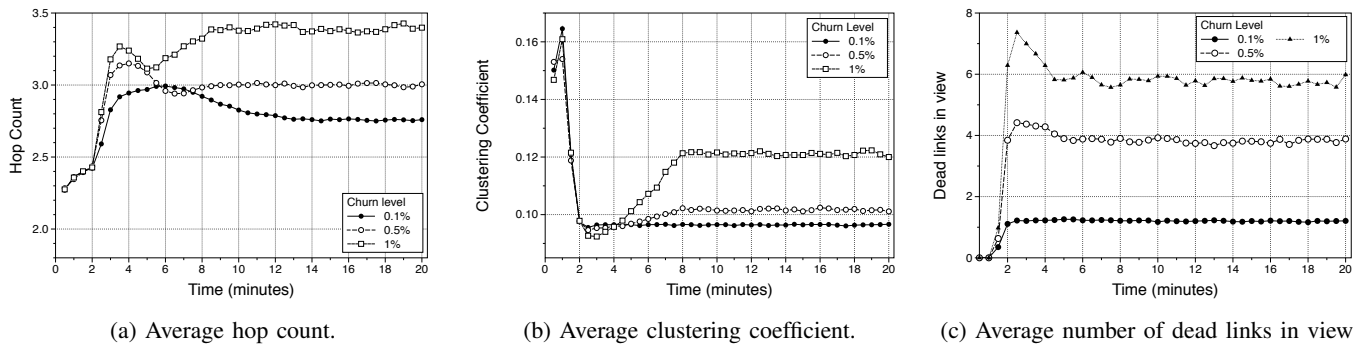 3.5
3.0
2.5
2.0
Hop Count
0 2 4 6 8 10 12 14 16 18 20
Time (minutes)
Churn level
0.1%
0.5%
1%
(a) Average hop count.
0.16
0.14
0.12
0.10
Clustering Coefficient
0 2 4 6 8 10 12 14 16 18 20
Time (minutes)
Churn Level
0.1%
0.5%
1%
(b) Average clustering coefficient.
8
6
4
2
0
Dead links in view
2 4 6 8 10 12 14 16 18 20
Time (minutes)
Churn Level
0.1% 1%
0.5%
(c) Average number of dead links in view